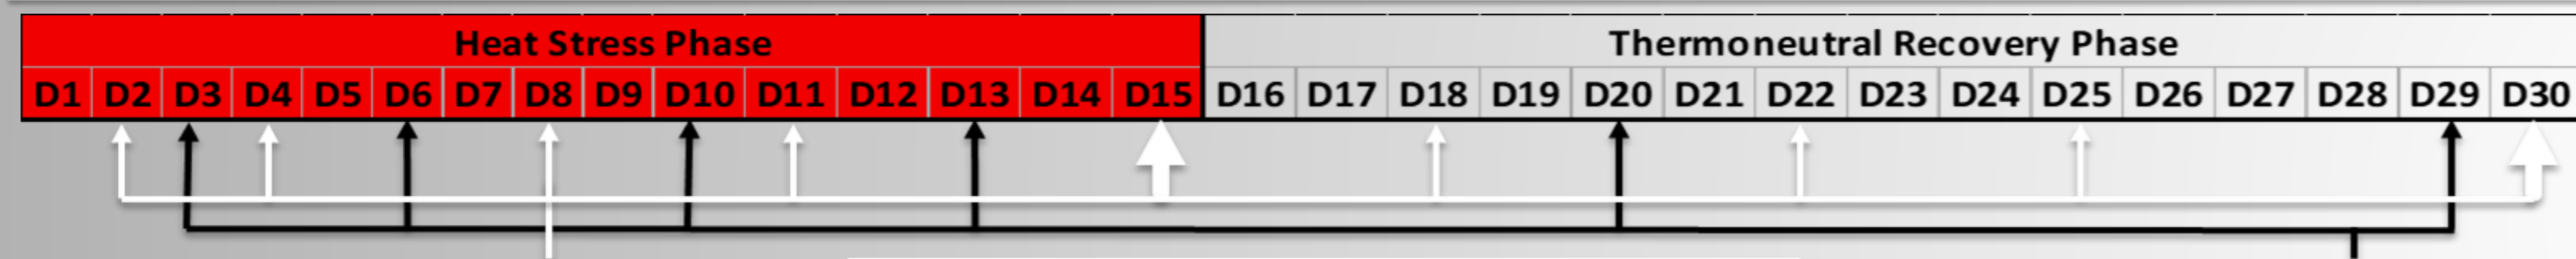 Heat Stress Phase Thermoneutral Recovery Phase
D1 D2 D3 D4 D5 D6 D7 D8 D9 D10 D11 D12 D13 D14 D15 D16 D17 D18 D19 D20 D21 D22 D23 D24 D25 D26 D27 D28 D29 D30